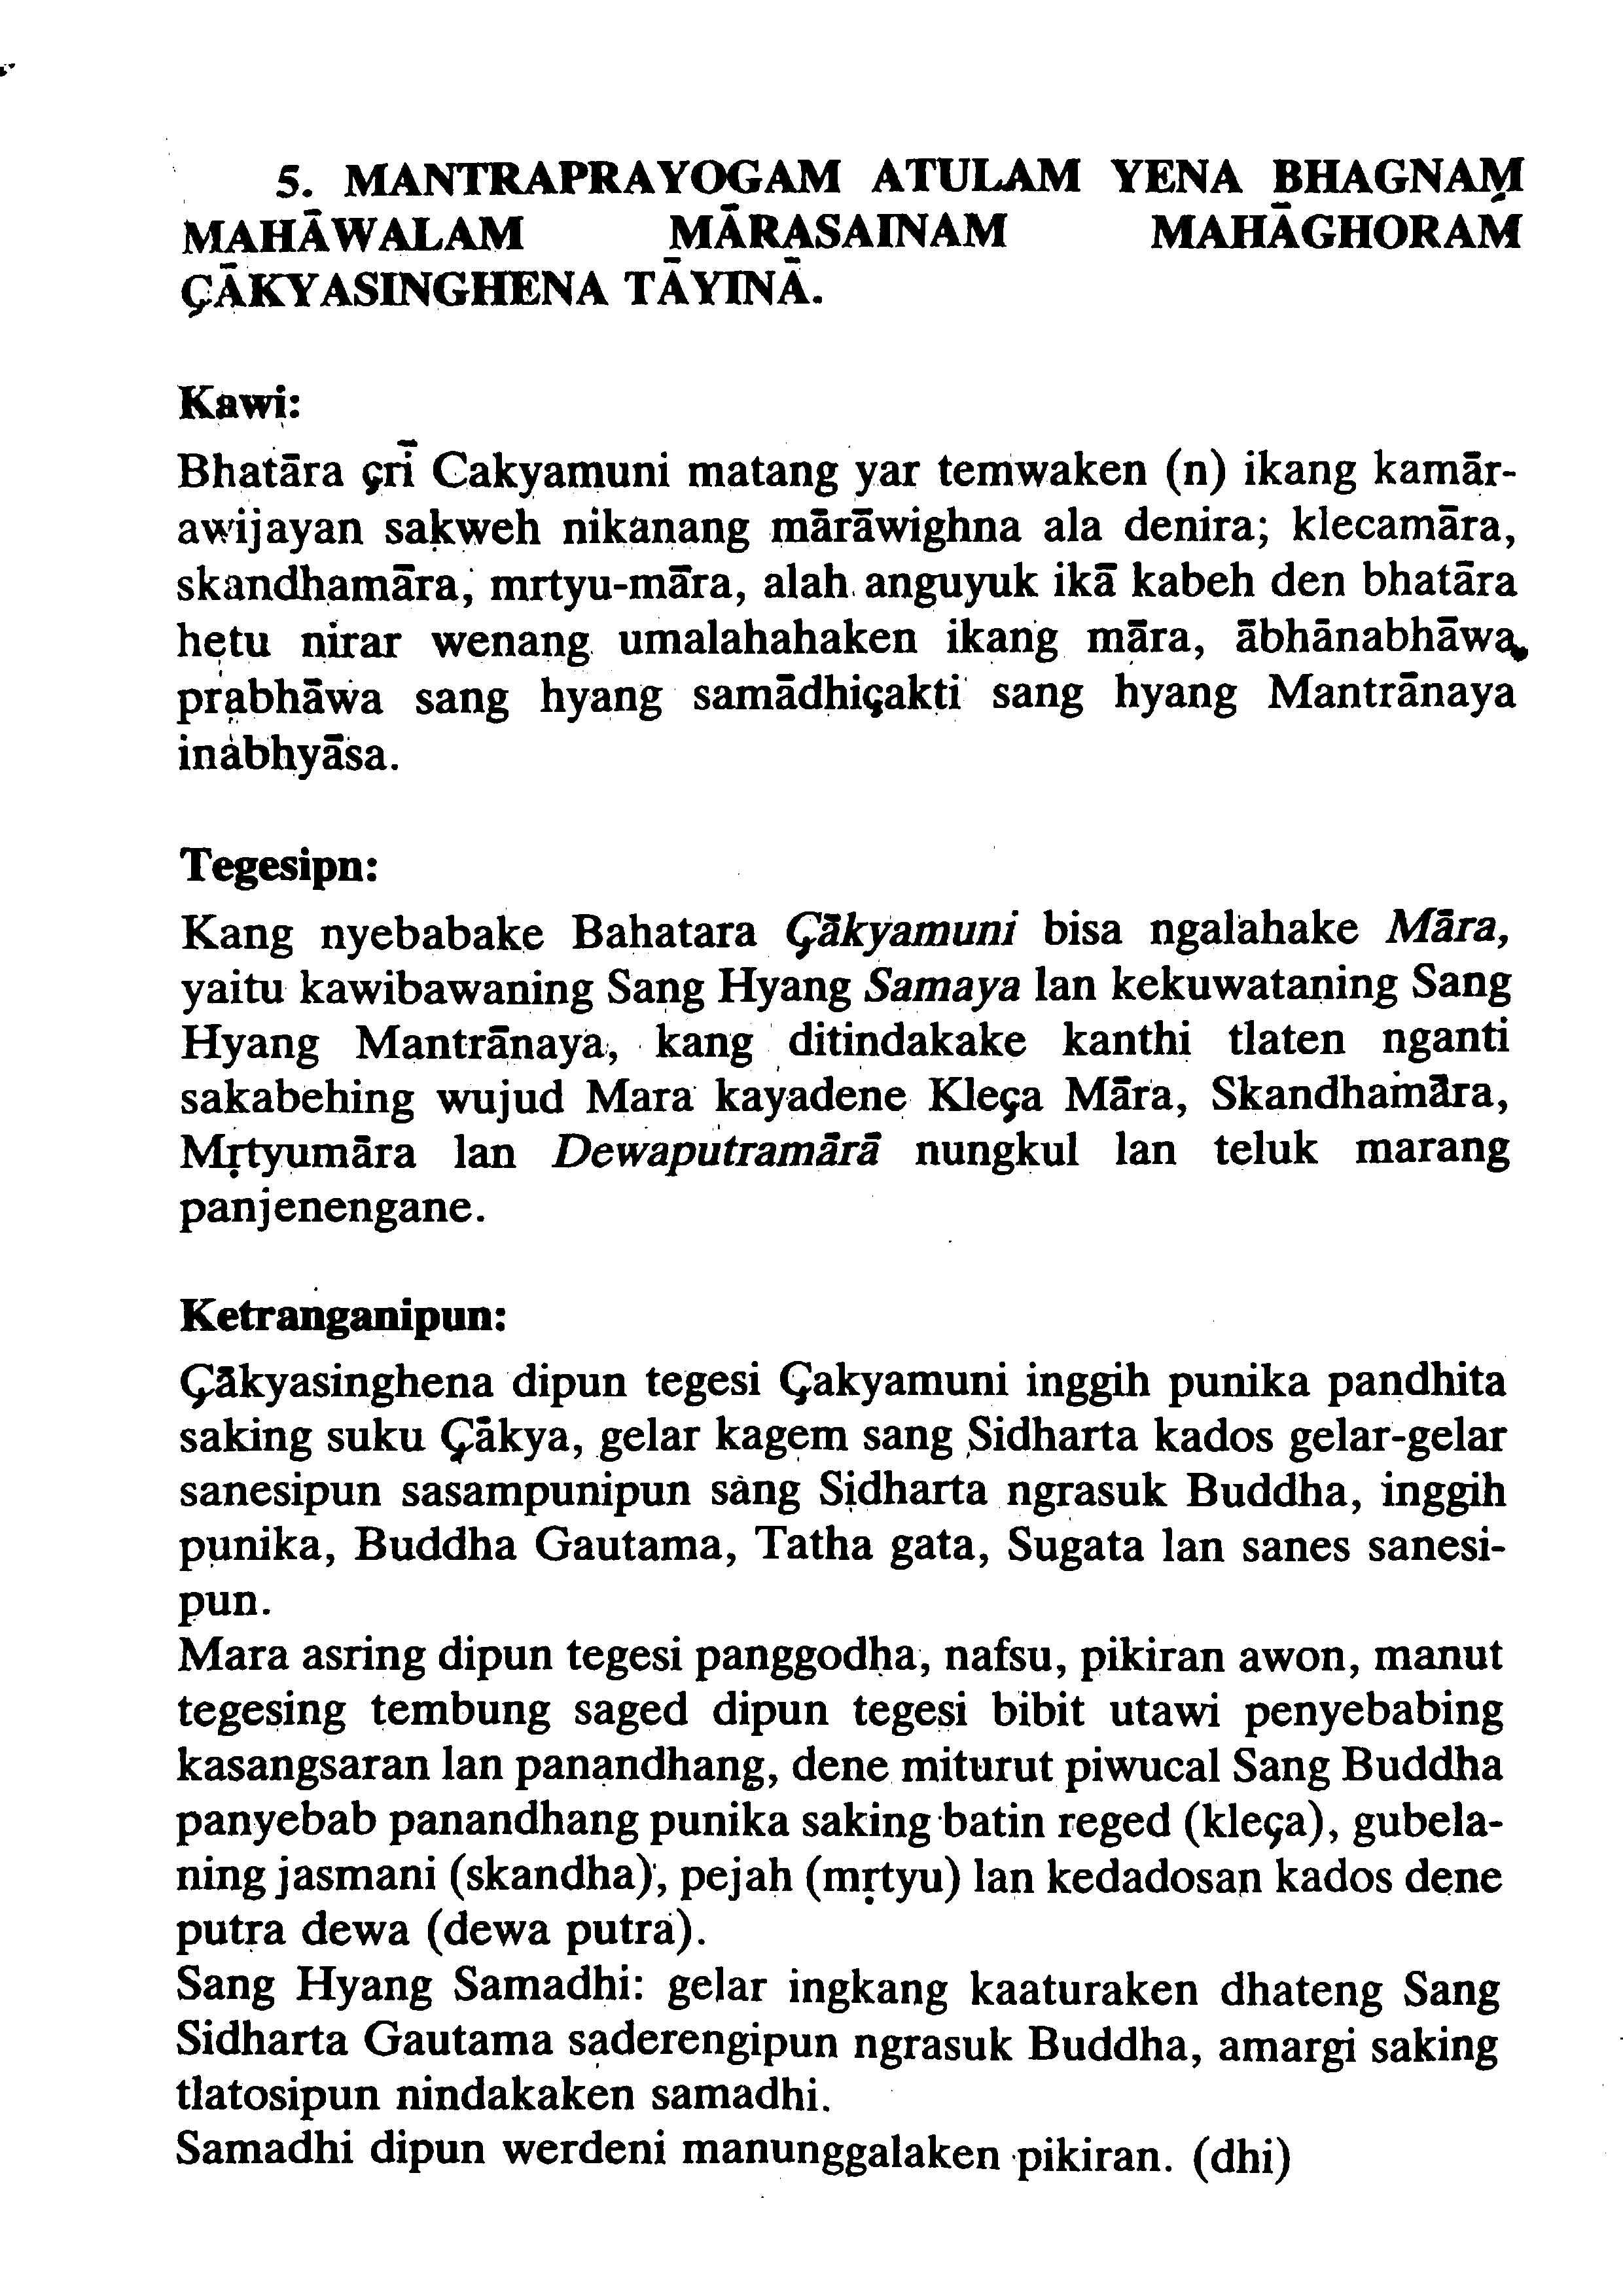 5. MANTRAPRAYOGAM ATULAM YENA BHAGNAṂ
MAHĀWALAM MĀRASAINAM MAHĀGHORAM
ÇĀKYASINGHENA TĀYINĀ.
Kawi:
Bhatāra çrī Cakyamuni matang yar temwaken (n) ikang kamār-
awijayan sakweh nikanang mārāwighna ala denira; klecamāra,
skandhamāra, mrtyu-māra, alah anguyuk ikā kabeh den bhatāra
hetu nirar wenang umalahahaken ikang māra, ābhānabhāwa,
prabhāwa sang hyang samādhiçakti sang hyang Mantrānaya
inābhyāsa.
Tegesipn:
Kang nyebabake Bahatara Çākyamuni bisa ngalahake Māra,
yaitu kawibawaning Sang Hyang Samaya lan kekuwataning Sang
Hyang Mantrānaya, kang ditindakake kanthi tlaten nganti
sakabehing wujud Mara kayadene Kleça Māra, Skandhamāra,
Mṛtyumāra lan Dewaputramārā nungkul lan teluk marang
panjenengane.
Ketranganipun:
Çākyasinghena dipun tegesi Çakyamuni inggih punika pandhita
saking suku Çākya, gelar kagem sang Sidharta kados gelar-gelar
sanesipun sasampunipun sang Sidharta ngrasuk Buddha, inggih
punika, Buddha Gautama, Tatha gata, Sugata lan sanes sanesi-
pun.
Mara asring dipun tegesi panggodha, nafsu, pikiran awon, manut
tegesing tembung saged dipun tegesi bibit utawi penyebabing
kasangsaran lan panandhang, dene miturut piwucal Sang Buddha
panyebab panandhang punika saking batin reged (kleça), gubela-
ning jasmani (skandha), pejah (mṛtyu) lan kedadosan kados dene
putra dewa (dewa putra).
Sang Hyang Samadhi: gelar ingkang kaaturaken dhateng Sang
Sidharta Gautama saderengipun ngrasuk Buddha, amargi saking
tlatosipun nindakaken samadhi.
Samadhi dipun werdeni manunggalaken pikiran. (dhi)